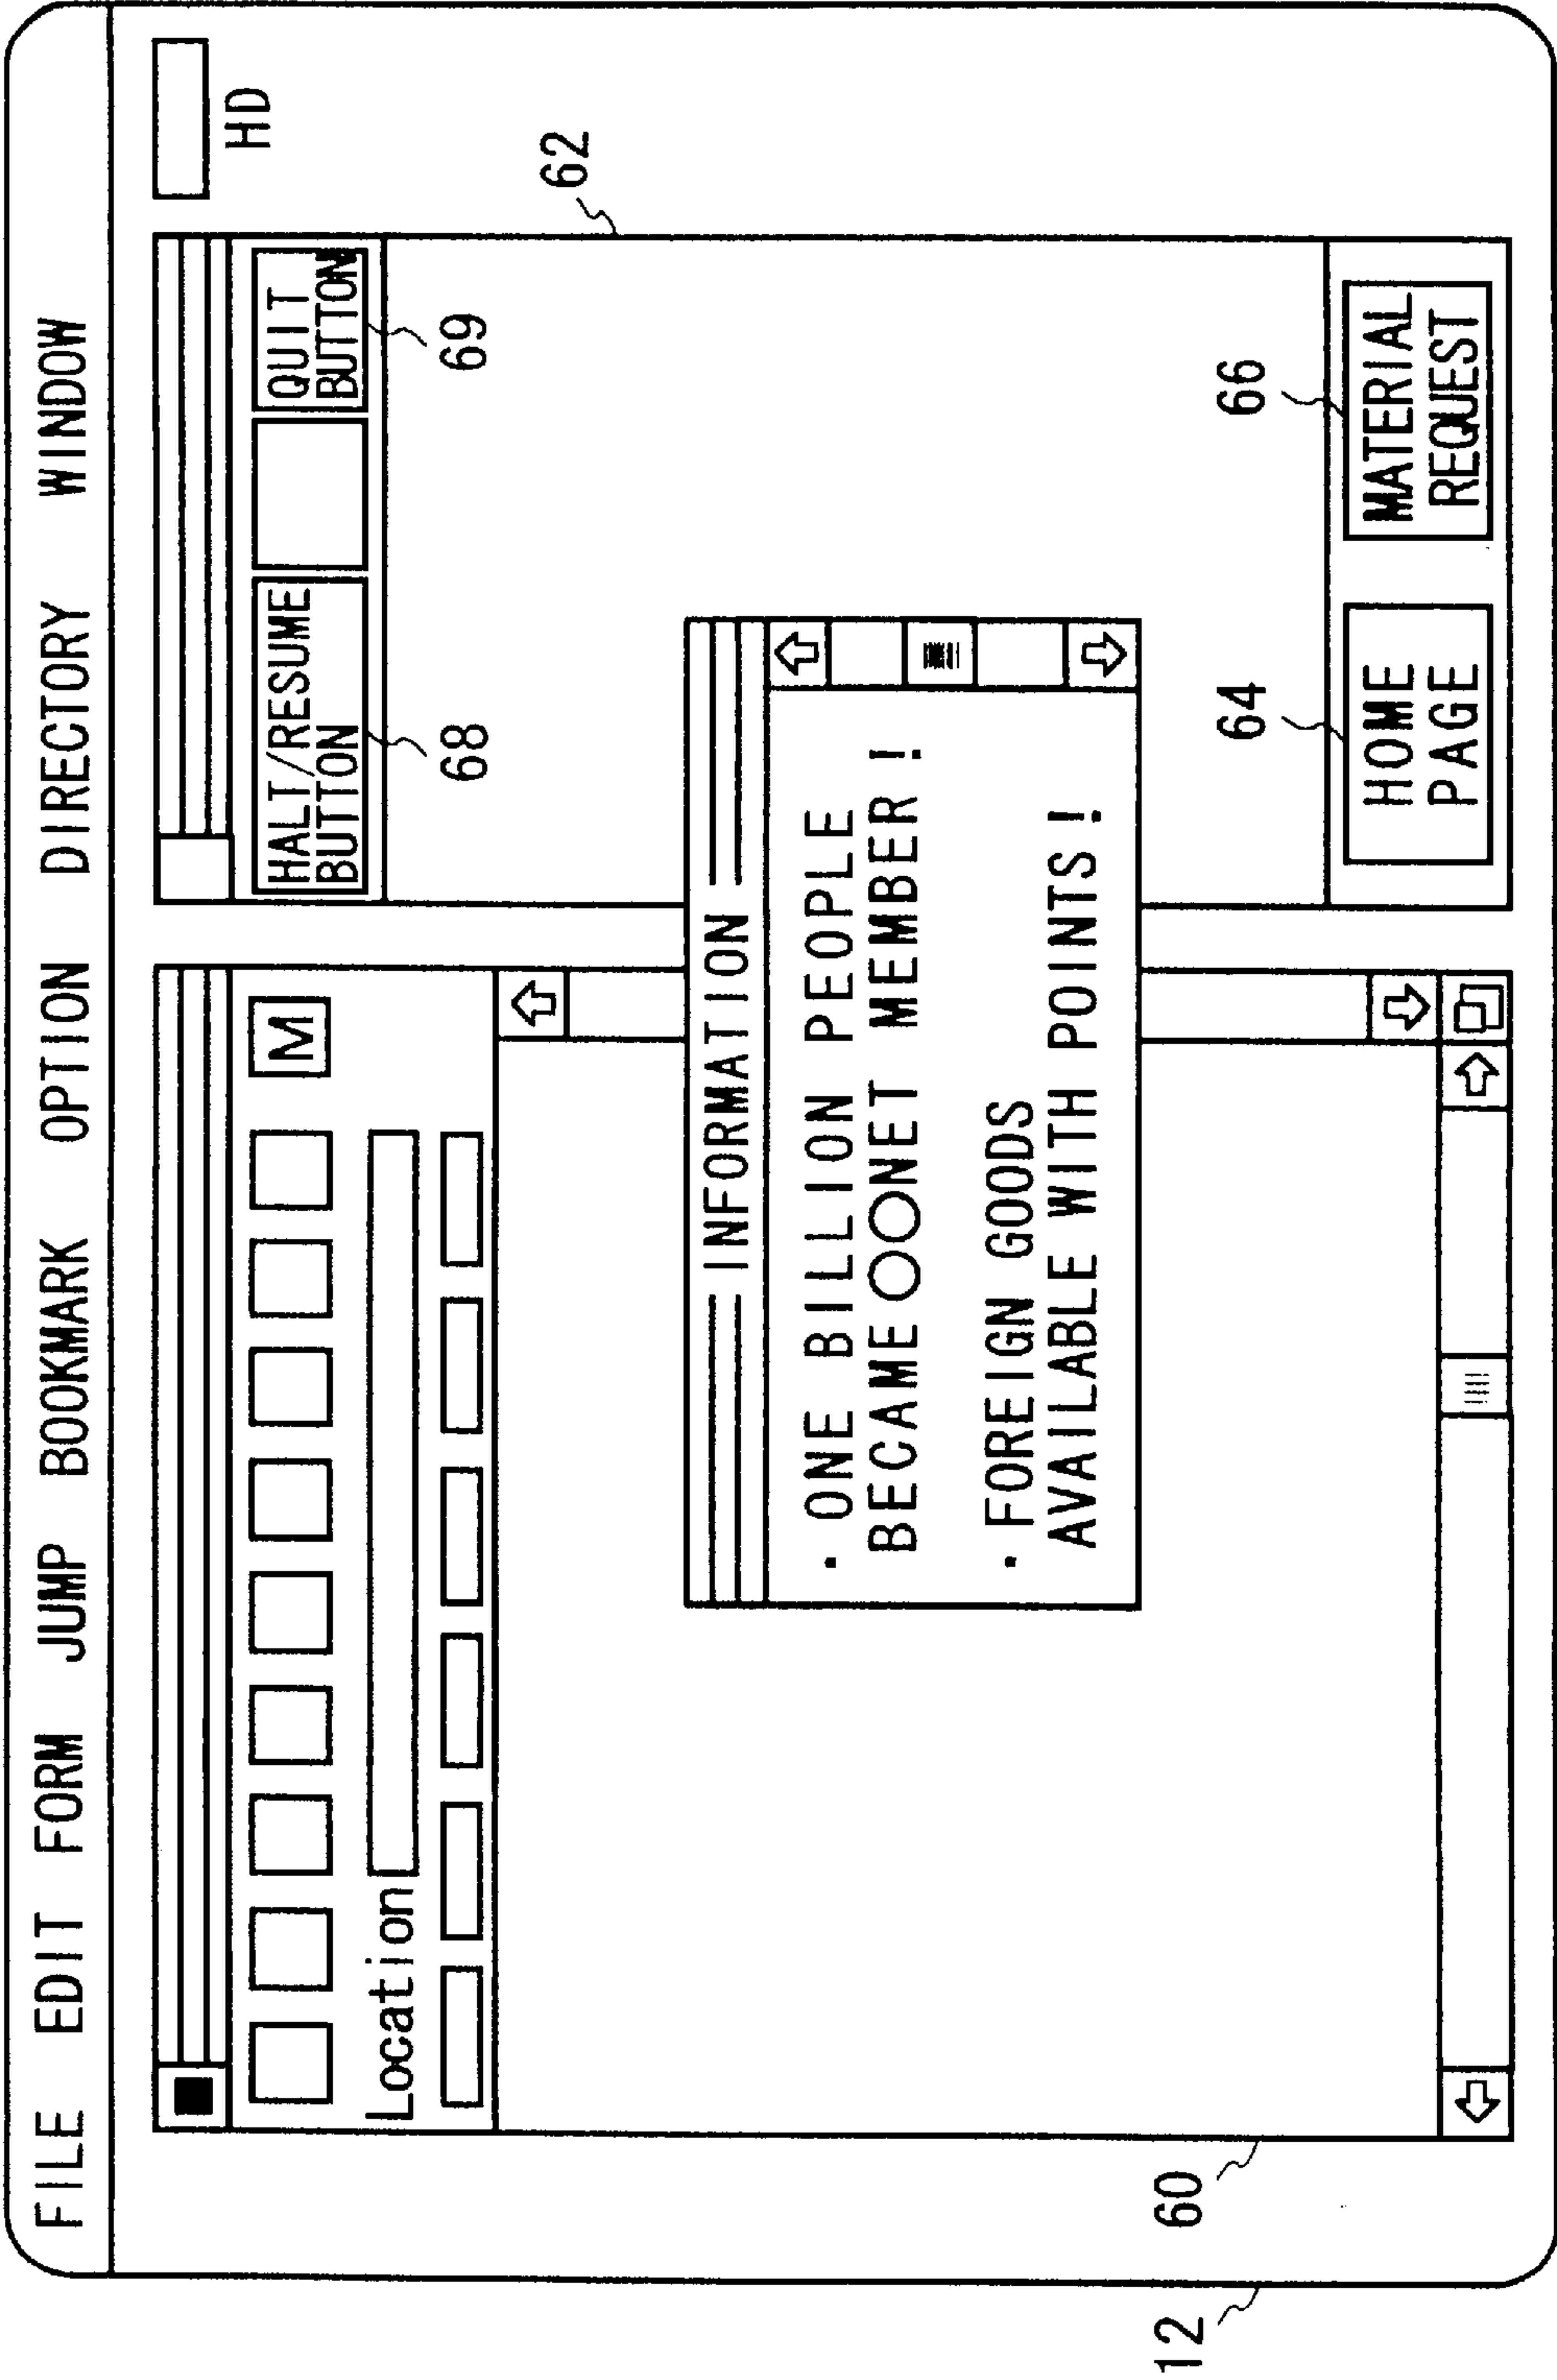 FILE EDIT FORM JUMP BOOKMARK OPTION DIRECTORY WINDOW
HD
M
Location
HALT/RESUME
BUTTON
68
QUIT
BUTTON
69
62
INFORMATION
· ONE BILLION PEOPLE
BECAME ○○NET MEMBER!
· FOREIGN GOODS
AVAILABLE WITH POINTS!
64
HOME
PAGE
66
MATERIAL
REQUEST
60
12